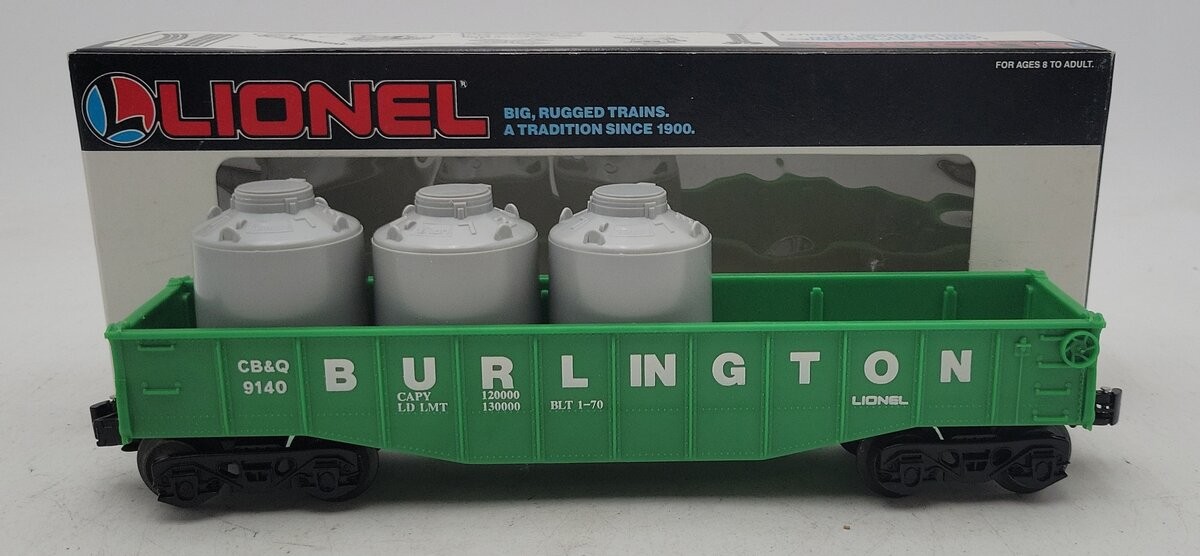 FOR AGES 8 TO ADULT.
LIONEL
BIG, RUGGED TRAINS.
A TRADITION SINCE 1900.
CB&Q
9140
BURLINGTON
CAPY 120000
LD LMT 130000
BLT 1-70
LIONEL